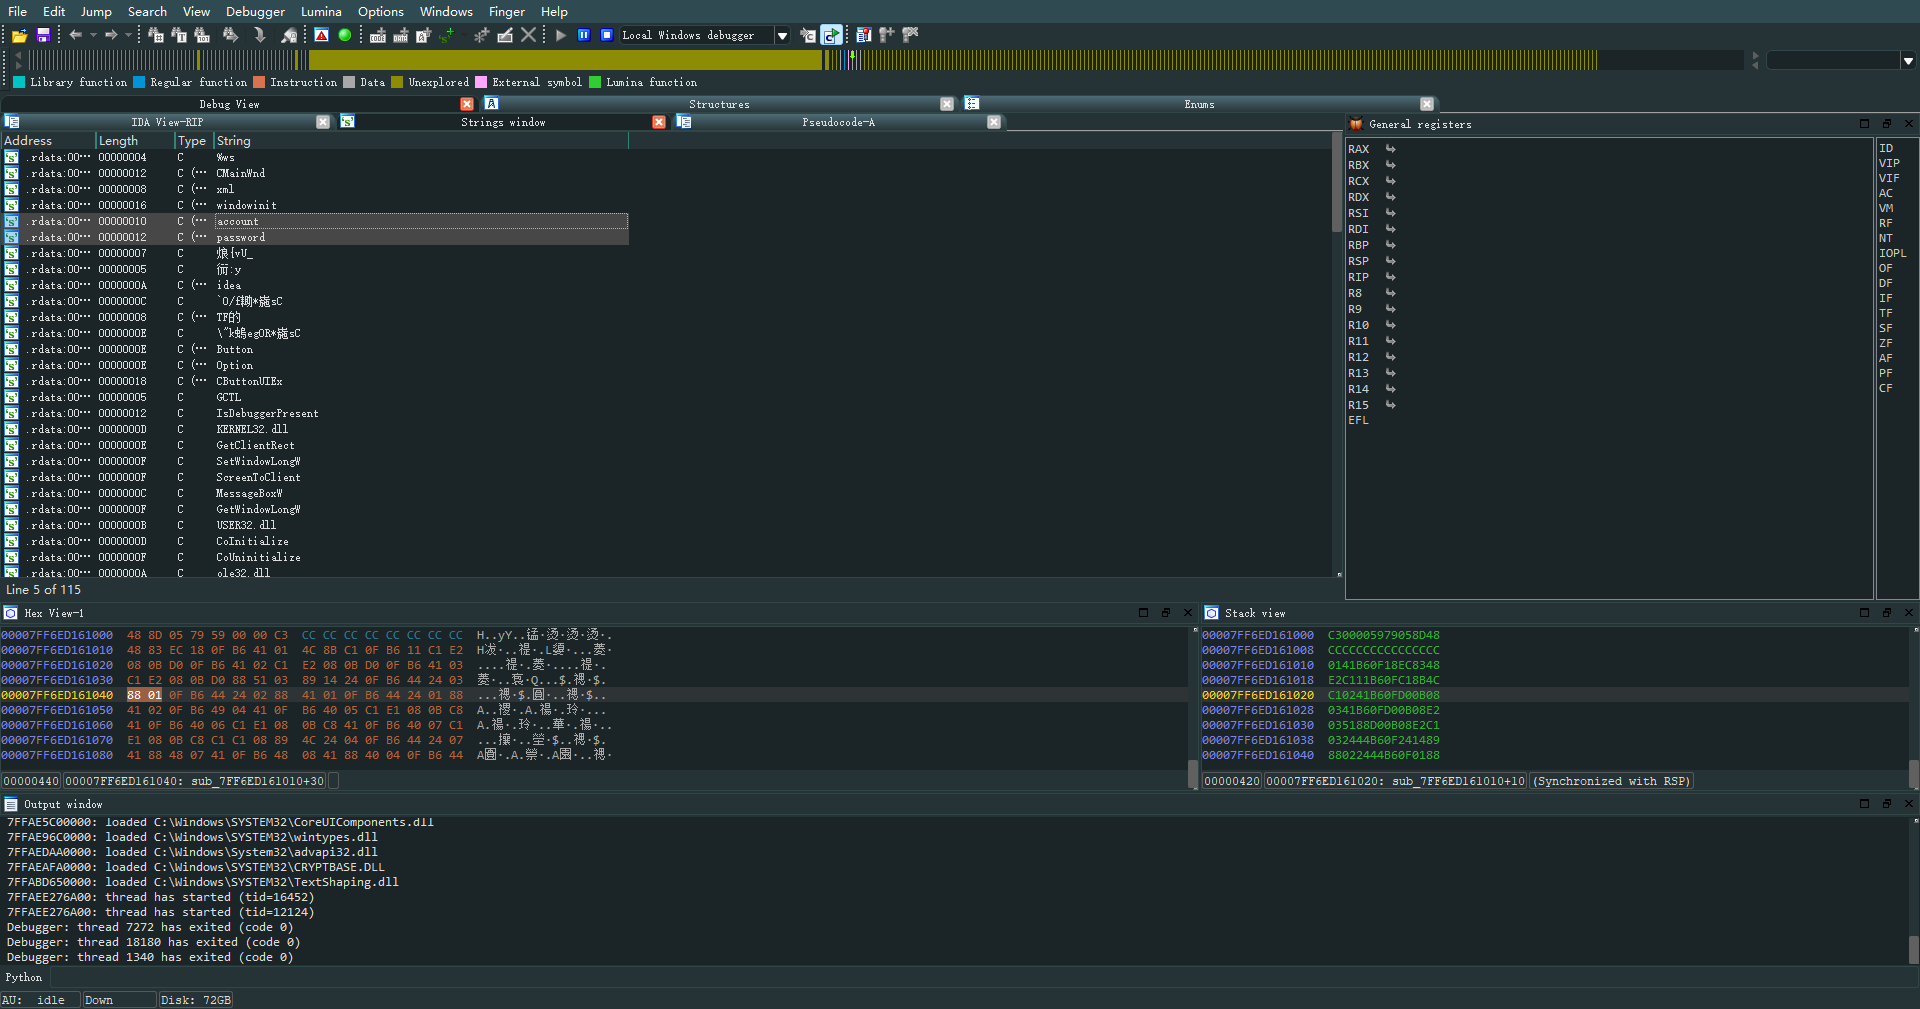 File Edit Jump Search View Debugger Lumina Options Windows Finger Help
Local Windows debugger
Library function Regular function Instruction Data Unexplored External symbol Lumina function
Debug View Structures Enums
IDA View-RIP Strings window Pseudocode-A
Address Length Type String
.rdata:00… 00000004 C %ws
.rdata:00… 00000012 C (… CMainWnd
.rdata:00… 00000008 C (… xml
.rdata:00… 00000016 C (… windowinit
.rdata:00… 00000010 C (… account
.rdata:00… 00000012 C (… password
.rdata:00… 00000007 C
.rdata:00… 00000005 C
.rdata:00… 0000000A C (… idea
.rdata:00… 0000000C C
.rdata:00… 00000008 C (… TF的
.rdata:00… 0000000E C
.rdata:00… 0000000E C (… Button
.rdata:00… 0000000E C (… Option
.rdata:00… 00000018 C (… CButtonUIEx
.rdata:00… 00000005 C GCTL
.rdata:00… 00000012 C IsDebuggerPresent
.rdata:00… 0000000D C KERNEL32.dll
.rdata:00… 0000000E C GetClientRect
.rdata:00… 0000000F C SetWindowLongW
.rdata:00… 0000000F C ScreenToClient
.rdata:00… 0000000C C MessageBoxW
.rdata:00… 0000000F C GetWindowLongW
.rdata:00… 0000000B C USER32.dll
.rdata:00… 0000000D C CoInitialize
.rdata:00… 0000000F C CoUninitialize
.rdata:00… 0000000A C ole32.dll
Line 5 of 115
General registers
RAX
RBX
RCX
RDX
RSI
RDI
RBP
RSP
RIP
R8
R9
R10
R11
R12
R13
R14
R15
EFL
ID
VIP
VIF
AC
VM
RF
NT
IOPL
OF
DF
IF
TF
SF
ZF
AF
PF
CF
Hex View-1
00007FF6ED161000 48 8D 05 79 59 00 00 C3 CC CC CC CC CC CC CC CC
00007FF6ED161010 48 83 EC 18 0F B6 41 01 4C 8B C1 0F B6 11 C1 E2
00007FF6ED161020 08 0B D0 0F B6 41 02 C1 E2 08 0B D0 0F B6 41 03
00007FF6ED161030 C1 E2 08 0B D0 88 51 03 89 14 24 0F B6 44 24 03
00007FF6ED161040 88 01 0F B6 44 24 02 88 41 01 0F B6 44 24 01 88
00007FF6ED161050 41 02 0F B6 49 04 41 0F B6 40 05 C1 E1 08 0B C8
00007FF6ED161060 41 0F B6 40 06 C1 E1 08 0B C8 41 0F B6 40 07 C1
00007FF6ED161070 E1 08 0B C8 C1 C1 08 89 4C 24 04 0F B6 44 24 07
00007FF6ED161080 41 88 48 07 41 0F B6 48 08 41 88 40 04 0F B6 44
00000440 00007FF6ED161040: sub_7FF6ED161010+30
Stack view
00007FF6ED161000 C300005979058D48
00007FF6ED161008 CCCCCCCCCCCCCCCC
00007FF6ED161010 0141B60F18EC8348
00007FF6ED161018 E2C111B60FC18B4C
00007FF6ED161020 C10241B60FD00B08
00007FF6ED161028 0341B60FD00B08E2
00007FF6ED161030 035188D00B08E2C1
00007FF6ED161038 032444B60F241489
00007FF6ED161040 88022444B60F0188
00000420 00007FF6ED161020: sub_7FF6ED161010+10 (Synchronized with RSP)
Output window
7FFAE5C00000: loaded C:\Windows\SYSTEM32\CoreUIComponents.dll
7FFAE96C0000: loaded C:\Windows\SYSTEM32\wintypes.dll
7FFAEDAA0000: loaded C:\Windows\System32\advapi32.dll
7FFAEAFA0000: loaded C:\Windows\SYSTEM32\CRYPTBASE.DLL
7FFABD650000: loaded C:\Windows\SYSTEM32\TextShaping.dll
7FFAEE276A00: thread has started (tid=16452)
7FFAEE276A00: thread has started (tid=12124)
Debugger: thread 7272 has exited (code 0)
Debugger: thread 18180 has exited (code 0)
Debugger: thread 1340 has exited (code 0)
Python
AU: idle Down Disk: 72GB